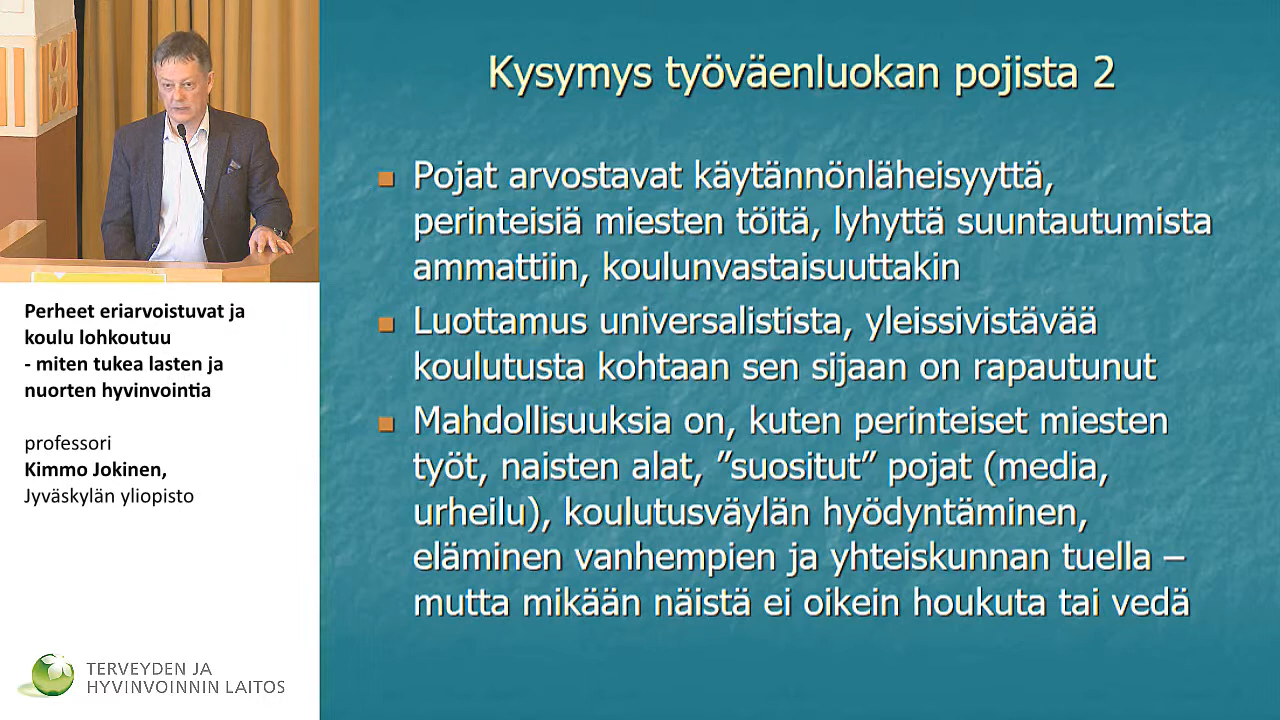 Kysymys työväenluokan pojista 2
Pojat arvostavat käytännönläheisyyttä,
perinteisiä miesten töitä, lyhyttä suuntautumista
ammattiin, koulunvastaisuuttakin
Luottamus universalistista, yleissivistävää
koulutusta kohtaan sen sijaan on rapautunut
Mahdollisuuksia on, kuten perinteiset miesten
työt, naisten alat, ”suositut” pojat (media,
urheilu), koulutusväylän hyödyntäminen,
eläminen vanhempien ja yhteiskunnan tuella –
mutta mikään näistä ei oikein houkuta tai vedä
Perheet eriarvoistuvat ja
koulu lohkoutuu
- miten tukea lasten ja
nuorten hyvinvointia
professori
Kimmo Jokinen,
Jyväskylän yliopisto
TERVEYDEN JA
HYVINVOINNIN LAITOS